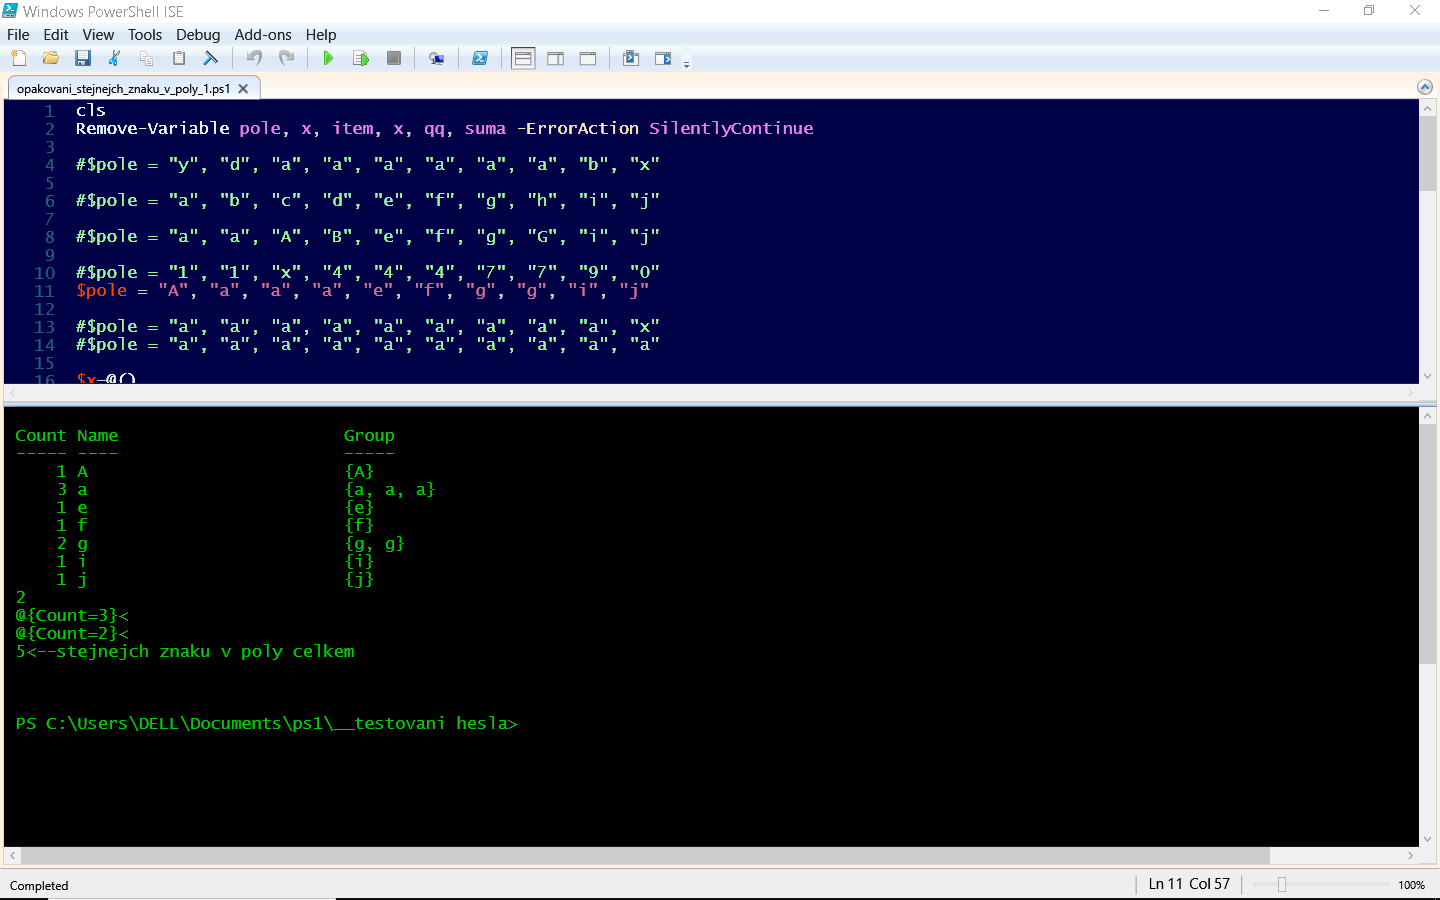 Windows PowerShell ISE
File Edit View Tools Debug Add-ons Help
opakovani_stejnejch_znaku_v_poly_1.ps1
1 cls
2 Remove-Variable pole, x, item, x, qq, suma -ErrorAction SilentlyContinue
3
4 #$pole = "y", "d", "a", "a", "a", "a", "a", "a", "b", "x"
5
6 #$pole = "a", "b", "c", "d", "e", "f", "g", "h", "i", "j"
7
8 #$pole = "a", "a", "A", "B", "e", "f", "g", "G", "i", "j"
9
10 #$pole = "1", "1", "x", "4", "4", "4", "7", "7", "9", "0"
11 $pole = "A", "a", "a", "a", "e", "f", "g", "g", "i", "j"
12
13 #$pole = "a", "a", "a", "a", "a", "a", "a", "a", "a", "x"
14 #$pole = "a", "a", "a", "a", "a", "a", "a", "a", "a", "a"
15
16 $x=@()
Count Name Group
----- ---- -----
1 A {A}
3 a {a, a, a}
1 e {e}
1 f {f}
2 g {g, g}
1 i {i}
1 j {j}
2
@{Count=3}<
@{Count=2}<
5<--stejnejch znaku v poly celkem
PS C:\Users\DELL\Documents\ps1\__testovani hesla>
Completed Ln 11 Col 57 100%